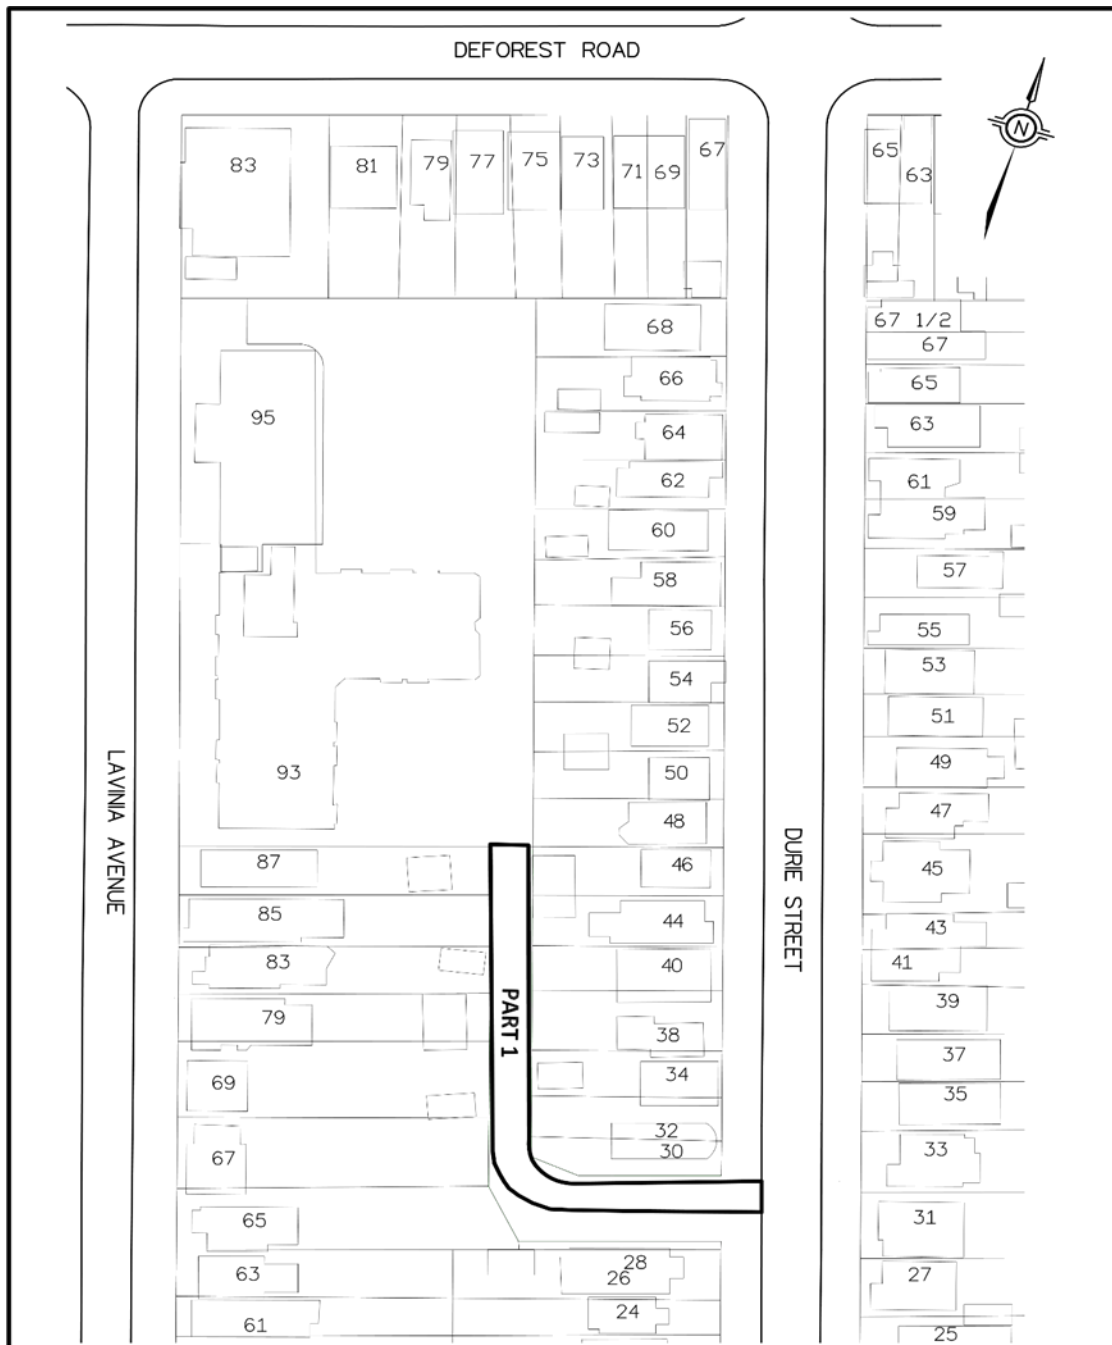 DEFOREST ROAD
N
83 81 79 77 75 73 71 69 67 65 63
68 67 1/2
67
66 65
95 64 63
62 61
60 59
58 57
56 55
54 53
52 51
93 50 49
48 47
LAVINIA AVENUE
DURIE STREET
87 46 45
85 44 43
83 40 41
PART 1
79 38 39
69 34 37
35
67 32 33
30
65 31
63 28 27
26
61 24 25